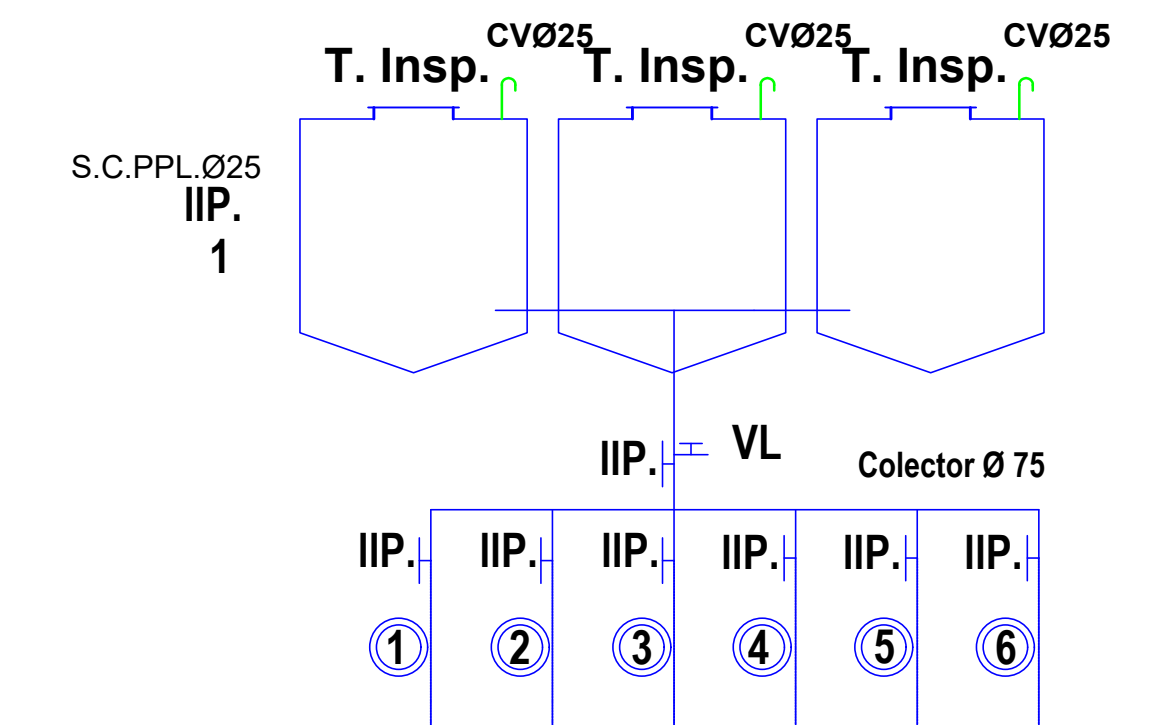 CVØ25 CVØ25 CVØ25
T. Insp. T. Insp. T. Insp.
S.C.PPL.Ø25
IIP.
1
IIP. VL
Colector Ø 75
IIP. IIP. IIP. IIP. IIP. IIP.
1 2 3 4 5 6